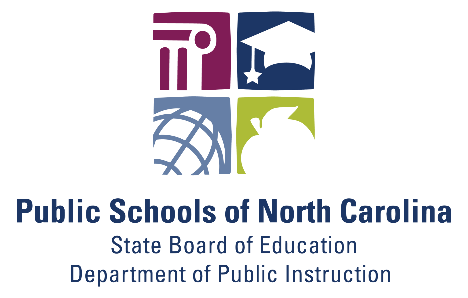 Public Schools of North Carolina
State Board of Education
Department of Public Instruction